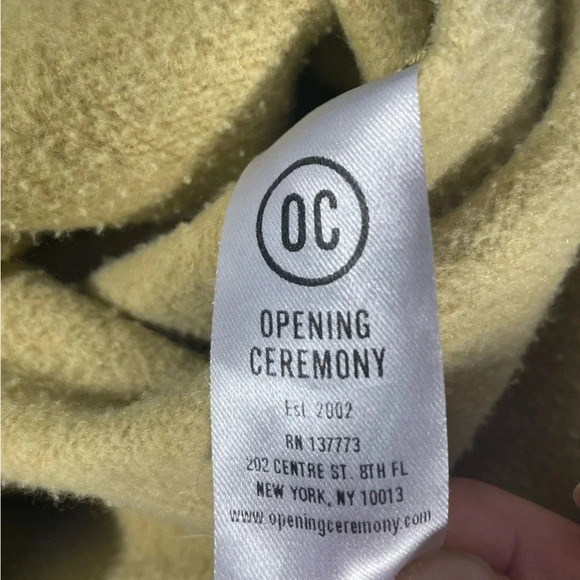 OC
OPENING
CEREMONY
Est. 2002
RN 137773
202 CENTRE ST. 8TH FL
NEW YORK, NY 10013
www.openingceremony.com